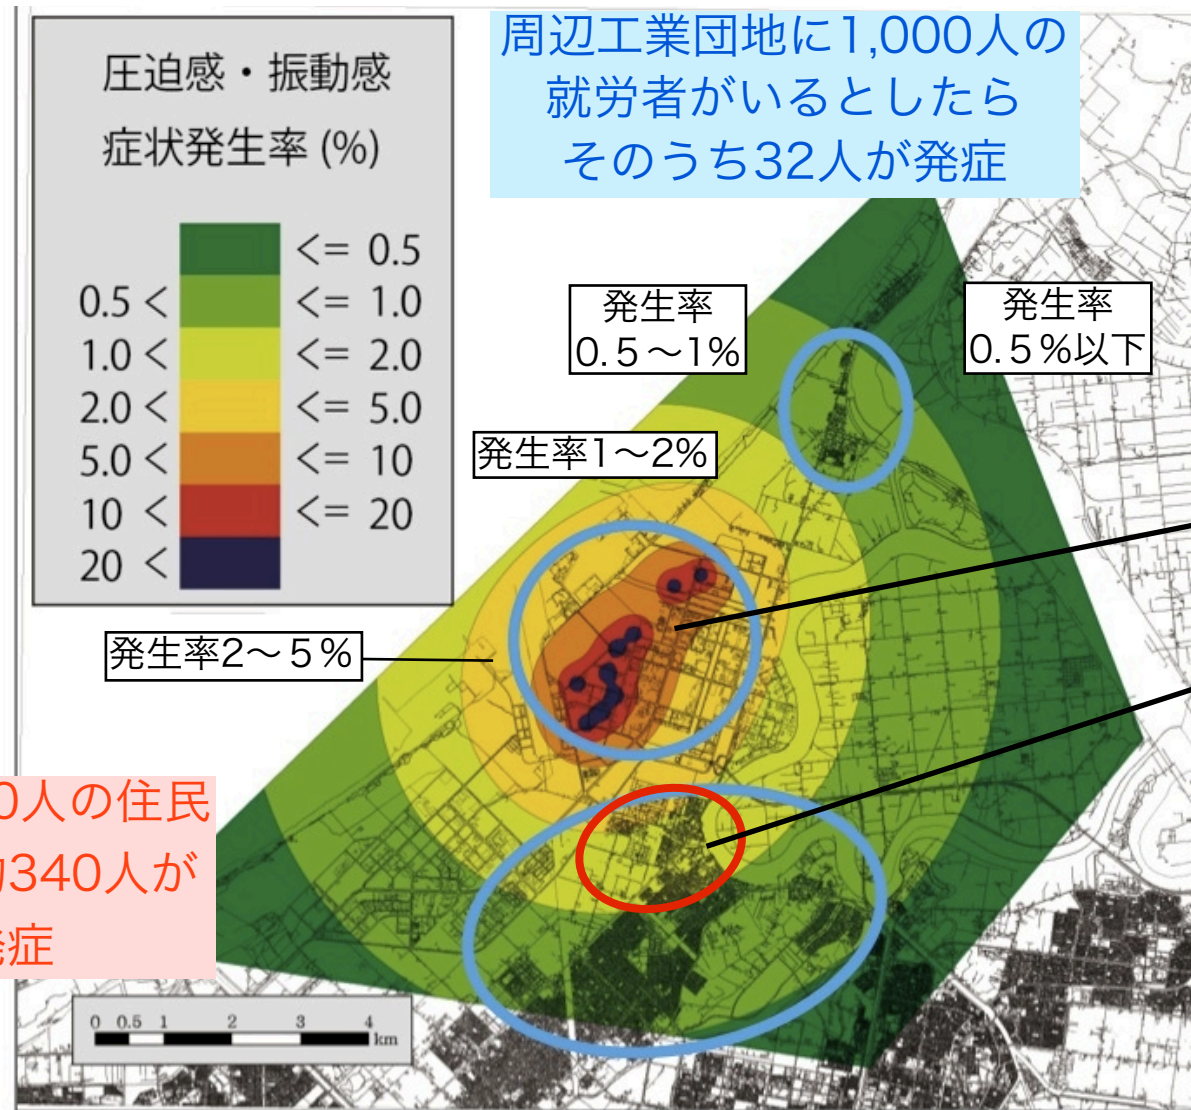 圧迫感・振動感
症状発生率 (%)
<= 0.5
0.5 < <= 1.0
1.0 < <= 2.0
2.0 < <= 5.0
5.0 < <= 10
10 < <= 20
20 <
周辺工業団地に1,000人の
就労者がいるとしたら
そのうち32人が発症
発生率
0.5〜1%
発生率
0.5%以下
発生率1〜2%
発生率2〜5%
0人の住民
340人が
発症
0 0.5 1 2 3 4
km